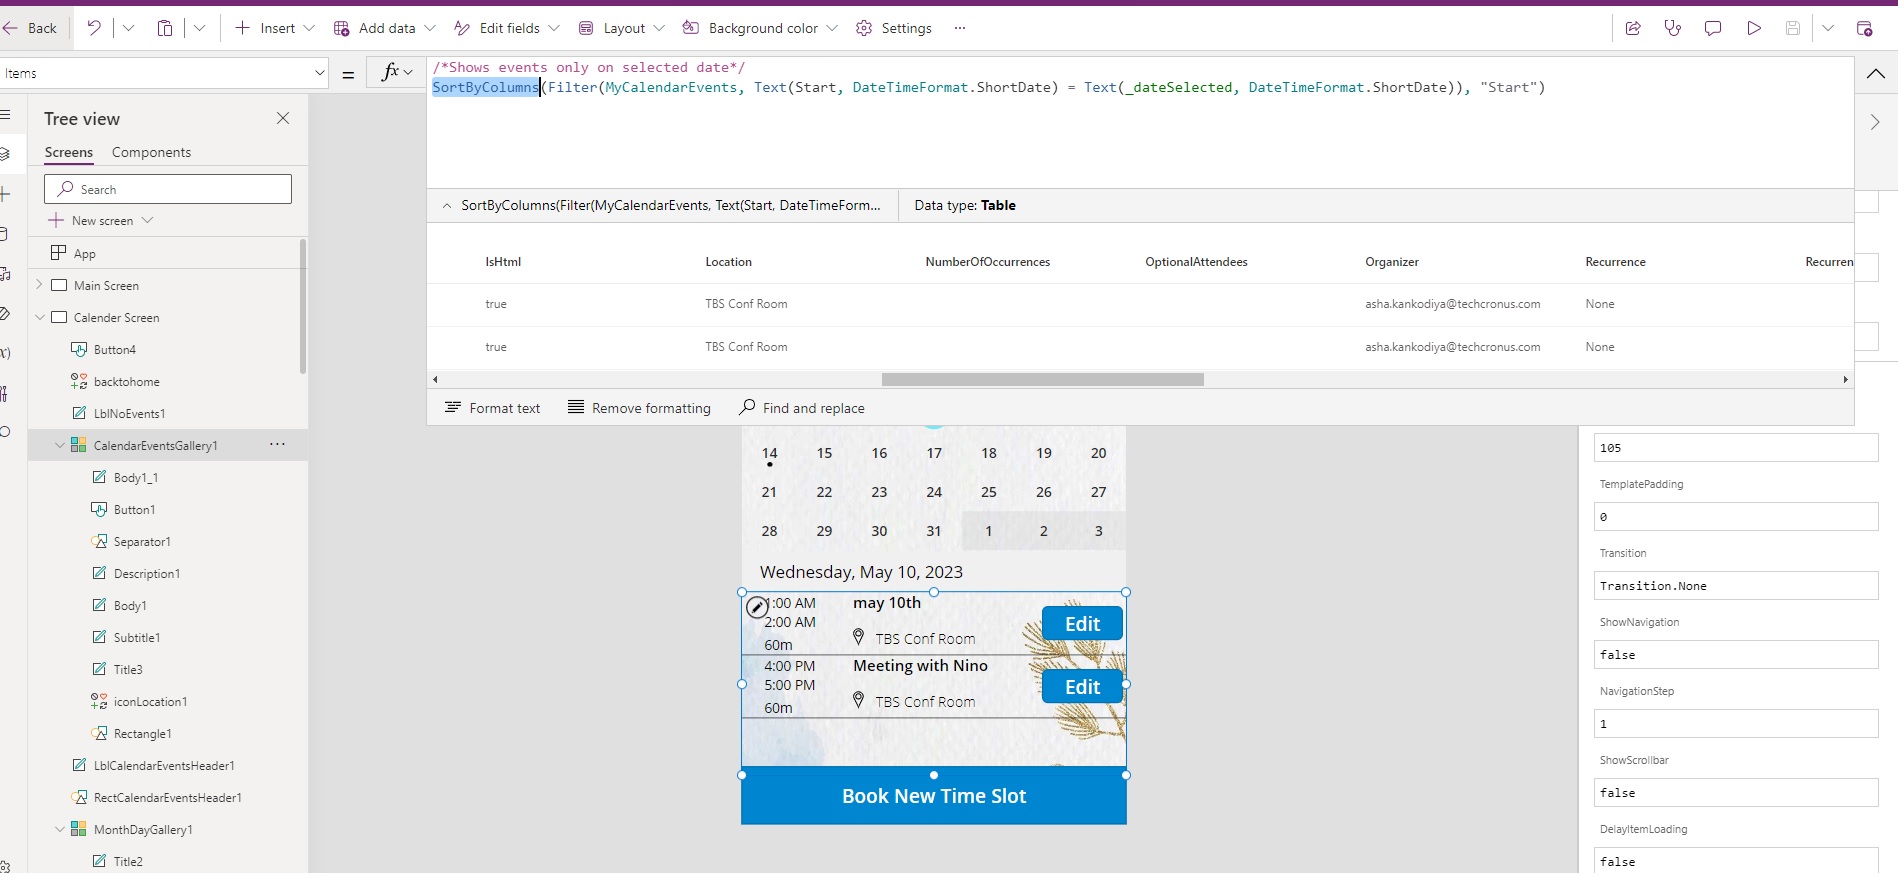 Back
Insert
Add data
Edit fields
Layout
Background color
Settings
...
Items
=
fx
/*Shows events only on selected date*/
SortByColumns(Filter(MyCalendarEvents, Text(Start, DateTimeFormat.ShortDate) = Text(_dateSelected, DateTimeFormat.ShortDate)), "Start")
SortByColumns(Filter(MyCalendarEvents, Text(Start, DateTimeForm...
Data type: Table
IsHtml Location NumberOfOccurrences OptionalAttendees Organizer Recurrence Recurren
true TBS Conf Room asha.kankodiya@techcronus.com None
true TBS Conf Room asha.kankodiya@techcronus.com None
Format text
Remove formatting
Find and replace
Tree view
Screens Components
Search
New screen
App
Main Screen
Calender Screen
Button4
backtohome
LblNoEvents1
CalendarEventsGallery1 ...
Body1_1
Button1
Separator1
Description1
Body1
Subtitle1
Title3
iconLocation1
Rectangle1
LblCalendarEventsHeader1
RectCalendarEventsHeader1
MonthDayGallery1
Title2
14 15 16 17 18 19 20
21 22 23 24 25 26 27
28 29 30 31 1 2 3
Wednesday, May 10, 2023
1:00 AM may 10th
2:00 AM
60m TBS Conf Room
Edit
4:00 PM Meeting with Nino
5:00 PM
60m TBS Conf Room
Edit
Book New Time Slot
105
TemplatePadding
0
Transition
Transition.None
ShowNavigation
false
NavigationStep
1
ShowScrollbar
false
DelayItemLoading
false